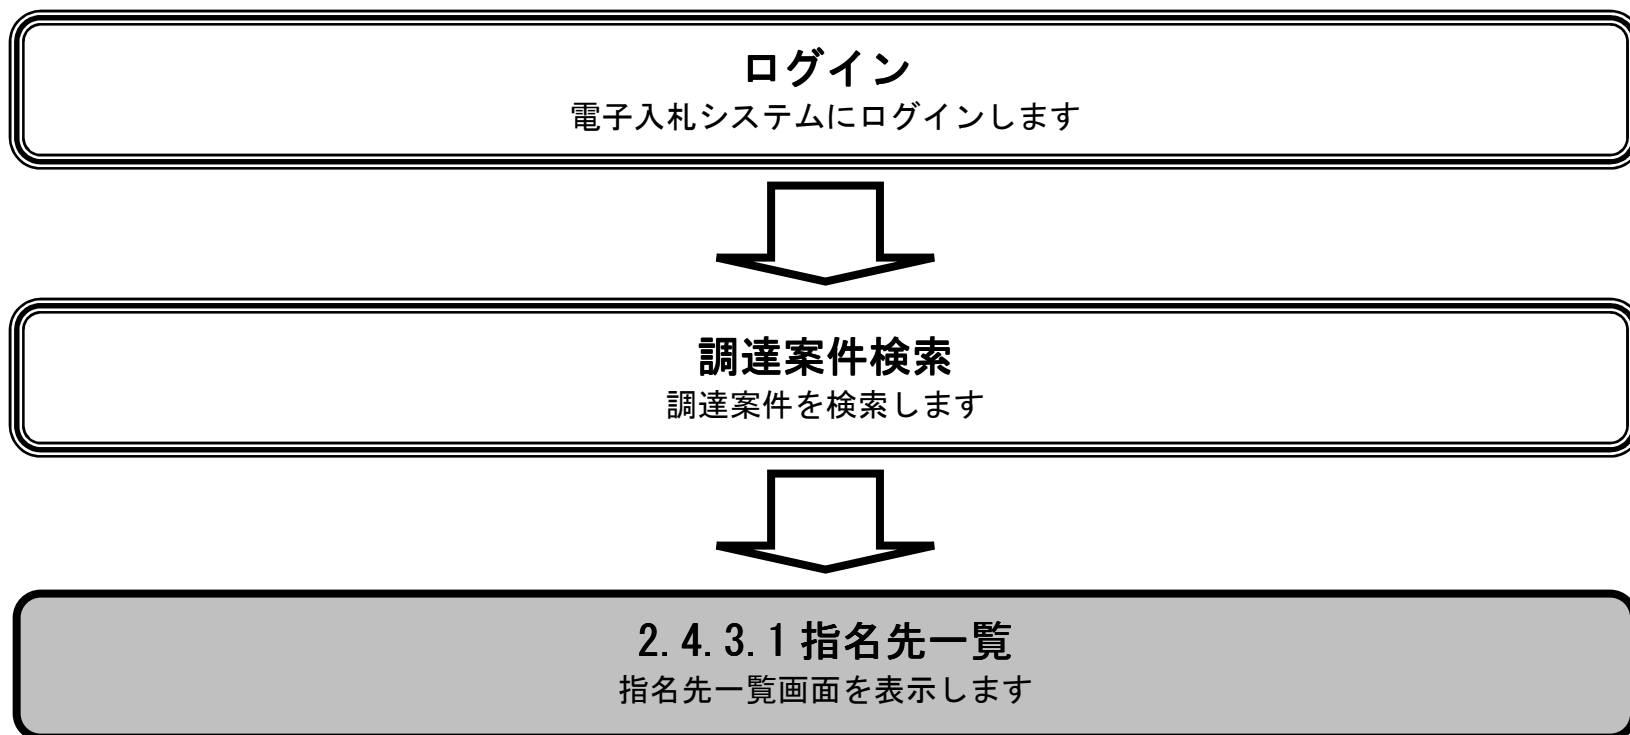 ログイン
電子入札システムにログインします
調達案件検索
調達案件を検索します
2.4.3.1指名先一覧
指名先一覧画面を表示します